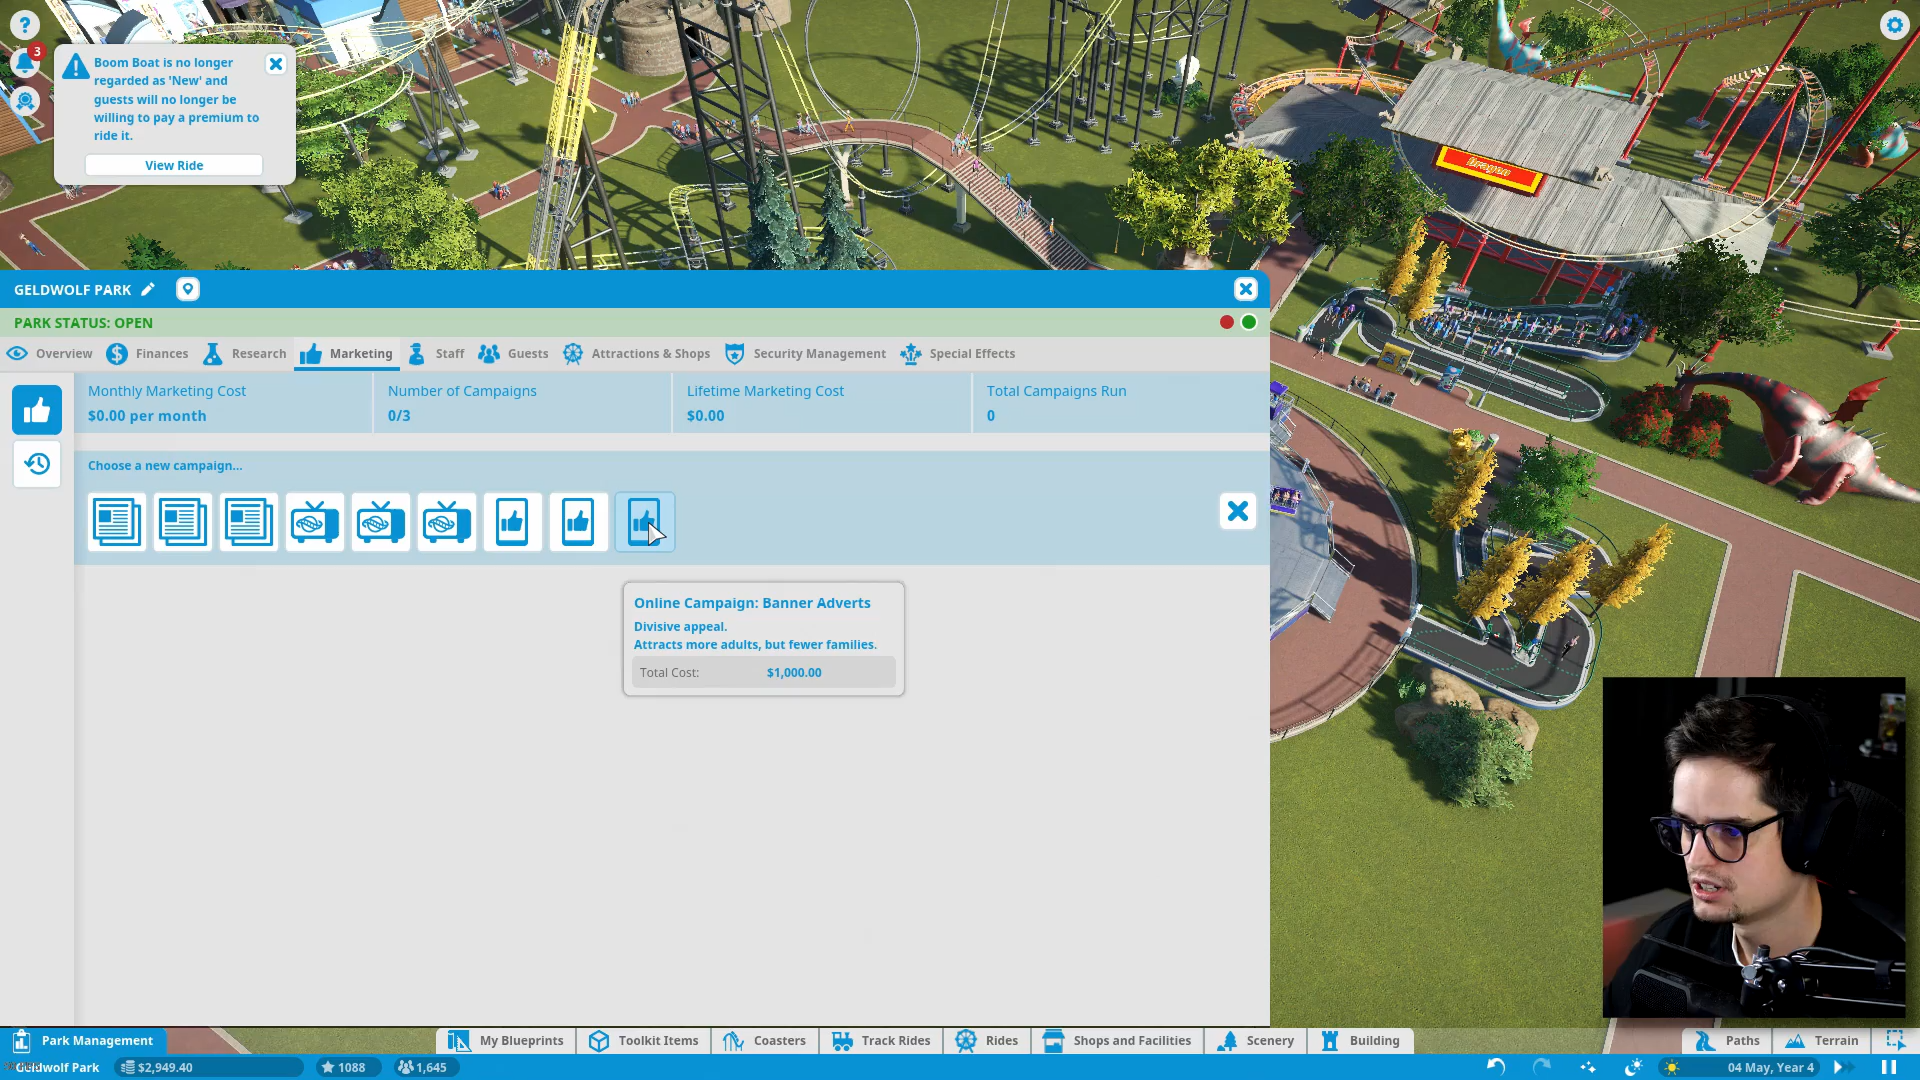 ?
3
Boom Boat is no longer
regarded as 'New' and
guests will no longer be
willing to pay a premium to
ride it.
View Ride
Dragon
GELDWOLF PARK
PARK STATUS: OPEN
Overview
Finances
Research
Marketing
Staff
Guests
Attractions & Shops
Security Management
Special Effects
Monthly Marketing Cost
$0.00 per month
Number of Campaigns
0/3
Lifetime Marketing Cost
$0.00
Total Campaigns Run
0
Choose a new campaign...
Online Campaign: Banner Adverts
Divisive appeal.
Attracts more adults, but fewer families.
Total Cost: $1,000.00
Park Management
My Blueprints
Toolkit Items
Coasters
Track Rides
Rides
Shops and Facilities
Scenery
Building
Paths
Terrain
Geldwolf Park
$2,949.40
1088
1,645
04 May, Year 4